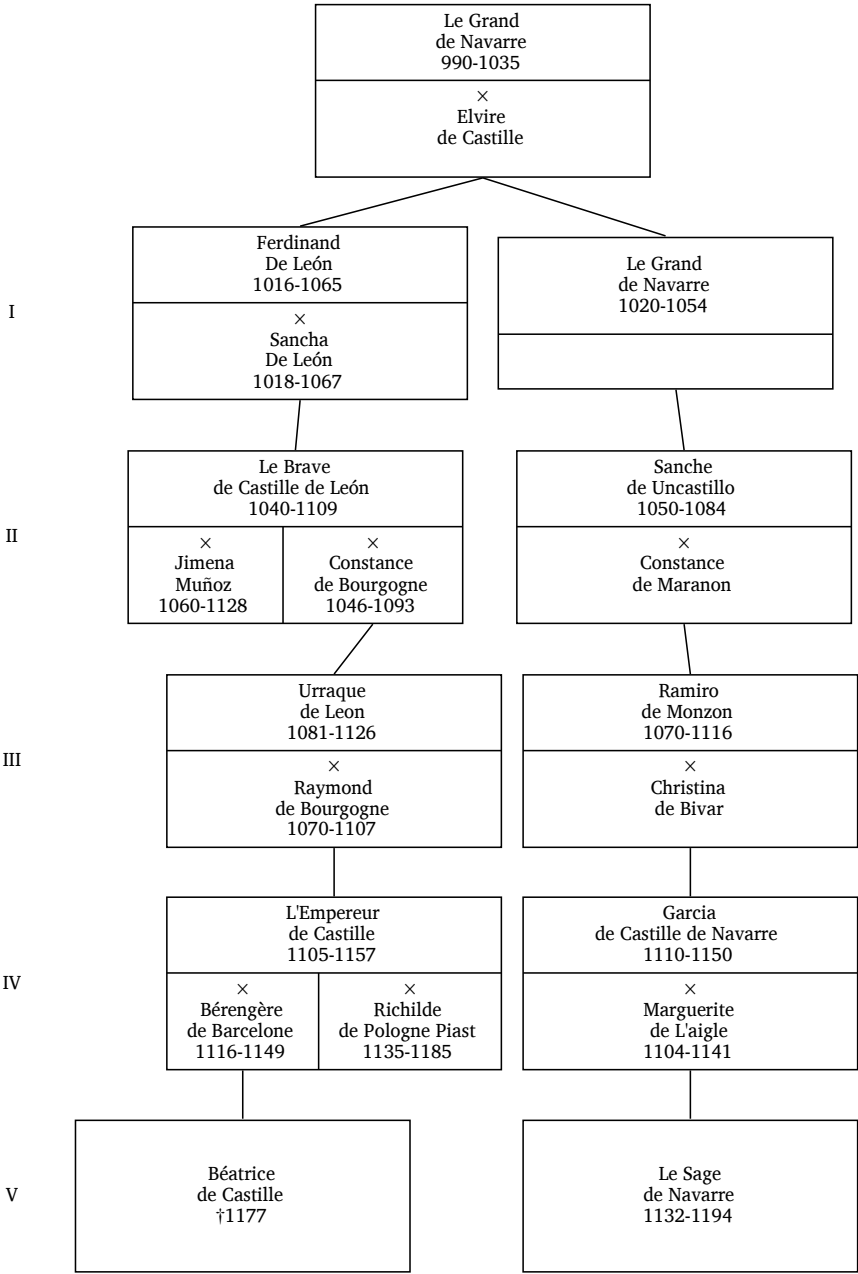 Le Grand
de Navarre
990-1035
×
Elvire
de Castille
I
Ferdinand
De León
1016-1065
×
Sancha
De León
1018-1067
Le Grand
de Navarre
1020-1054
II
Le Brave
de Castille de León
1040-1109
×
Jimena
Muñoz
1060-1128
×
Constance
de Bourgogne
1046-1093
Sanche
de Uncastillo
1050-1084
×
Constance
de Maranon
III
Urraque
de Leon
1081-1126
×
Raymond
de Bourgogne
1070-1107
Ramiro
de Monzon
1070-1116
×
Christina
de Bivar
IV
L'Empereur
de Castille
1105-1157
×
Bérengère
de Barcelone
1116-1149
×
Richilde
de Pologne Piast
1135-1185
Garcia
de Castille de Navarre
1110-1150
×
Marguerite
de L'aigle
1104-1141
V
Béatrice
de Castille
†1177
Le Sage
de Navarre
1132-1194